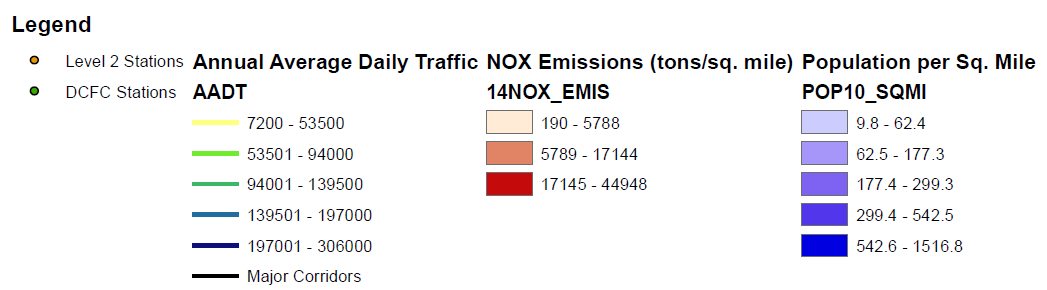 Legend
Level 2 Stations
DCFC Stations
Annual Average Daily Traffic
AADT
7200 - 53500
53501 - 94000
94001 - 139500
139501 - 197000
197001 - 306000
Major Corridors
NOX Emissions (tons/sq. mile)
14NOX_EMIS
190 - 5788
5789 - 17144
17145 - 44948
Population per Sq. Mile
POP10_SQMI
9.8 - 62.4
62.5 - 177.3
177.4 - 299.3
299.4 - 542.5
542.6 - 1516.8